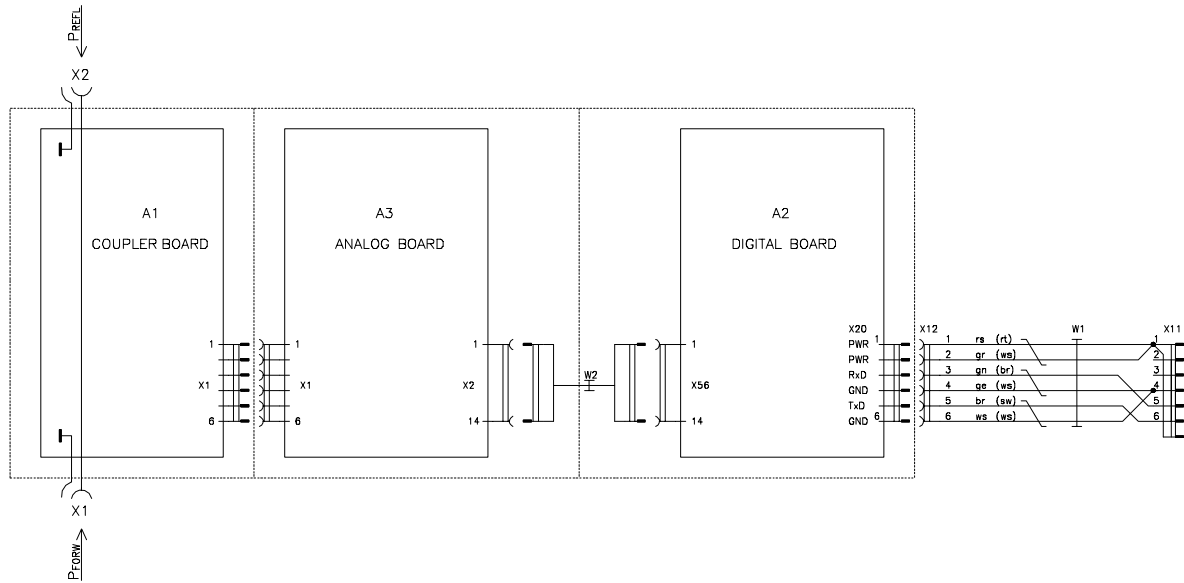 PREFL
X2
A1
COUPLER BOARD
A3
ANALOG BOARD
A2
DIGITAL BOARD
1
1
X1
X1
6
6
1
X2
14
W2
1
X56
14
X20 1 X12 W1 X11
PWR 1 rs (rt) 1
PWR 2 gr (ws) 2
RxD 3 gn (br) 3
GND 4 ge (ws) 4
TxD 5 br (sw) 5
GND 6 6 ws (ws) 6
X1
PFORW